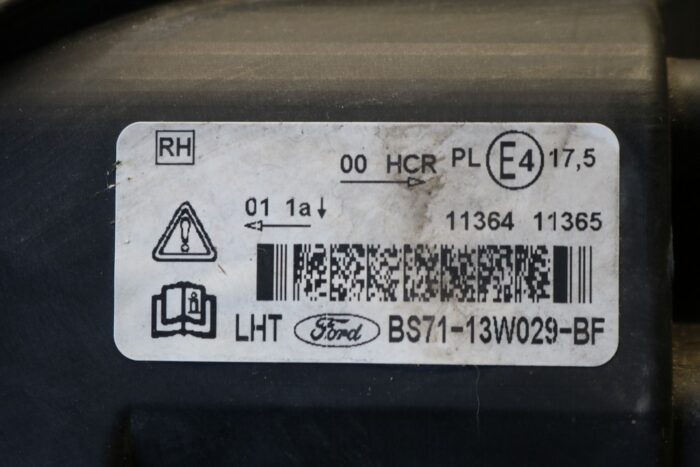 RH
00 HCR PL E4 17,5
01 1a↓
11364 11365
LHT Ford BS71-13W029-BF